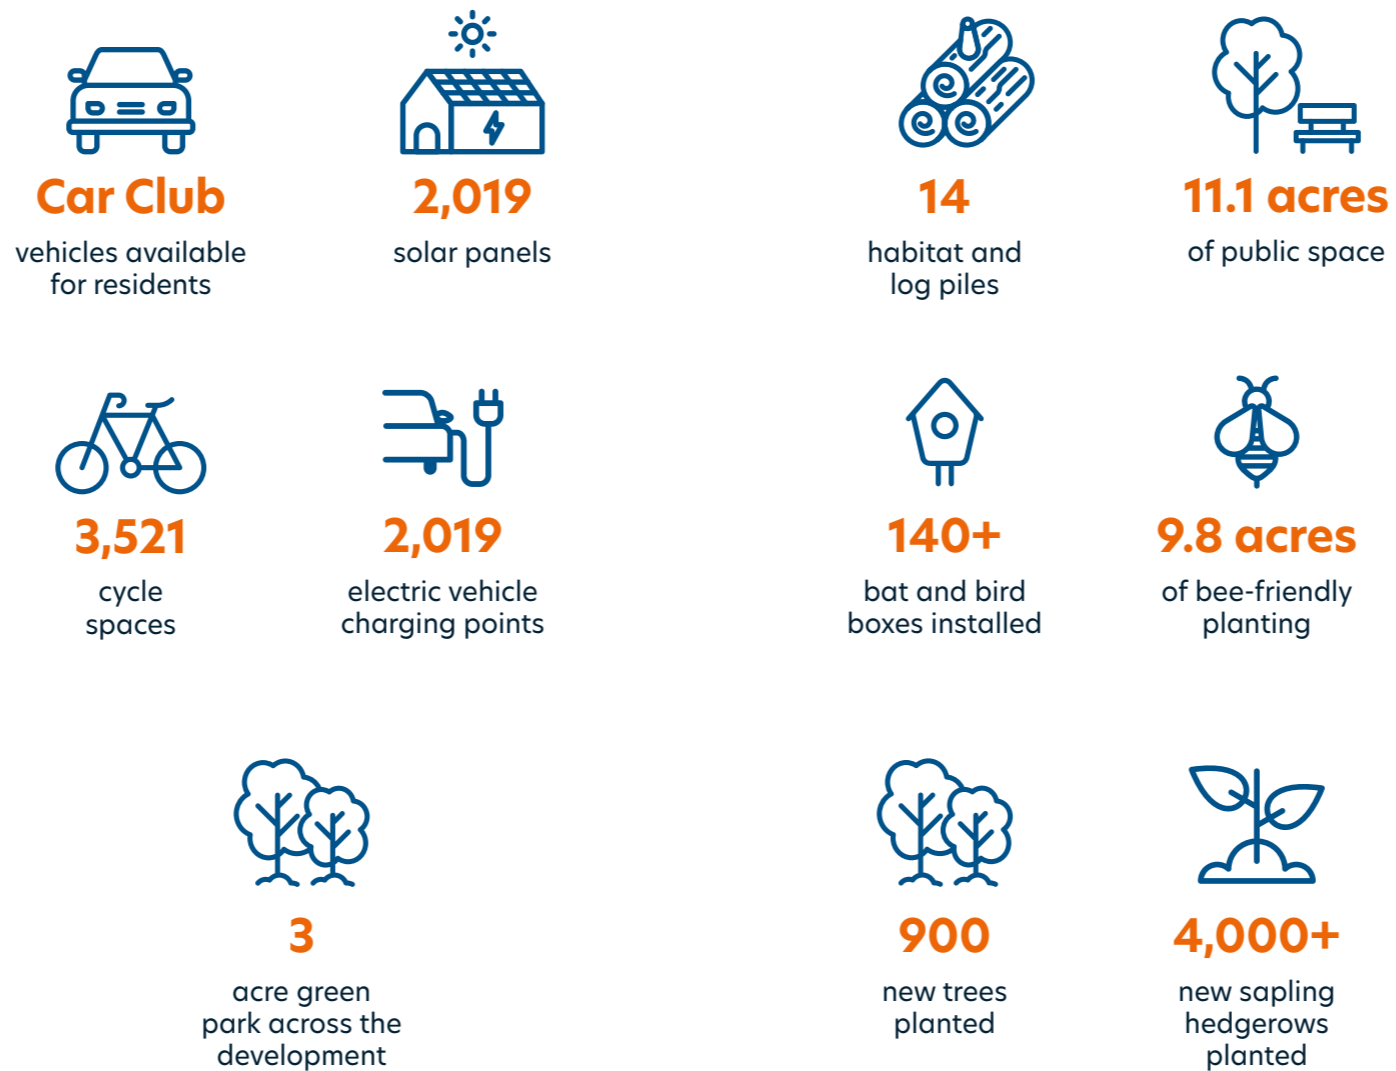 Car Club
vehicles available
for residents
2,019
solar panels
14
habitat and
log piles
11.1 acres
of public space
3,521
cycle
spaces
2,019
electric vehicle
charging points
140+
bat and bird
boxes installed
9.8 acres
of bee-friendly
planting
3
acre green
park across the
development
900
new trees
planted
4,000+
new sapling
hedgerows
planted